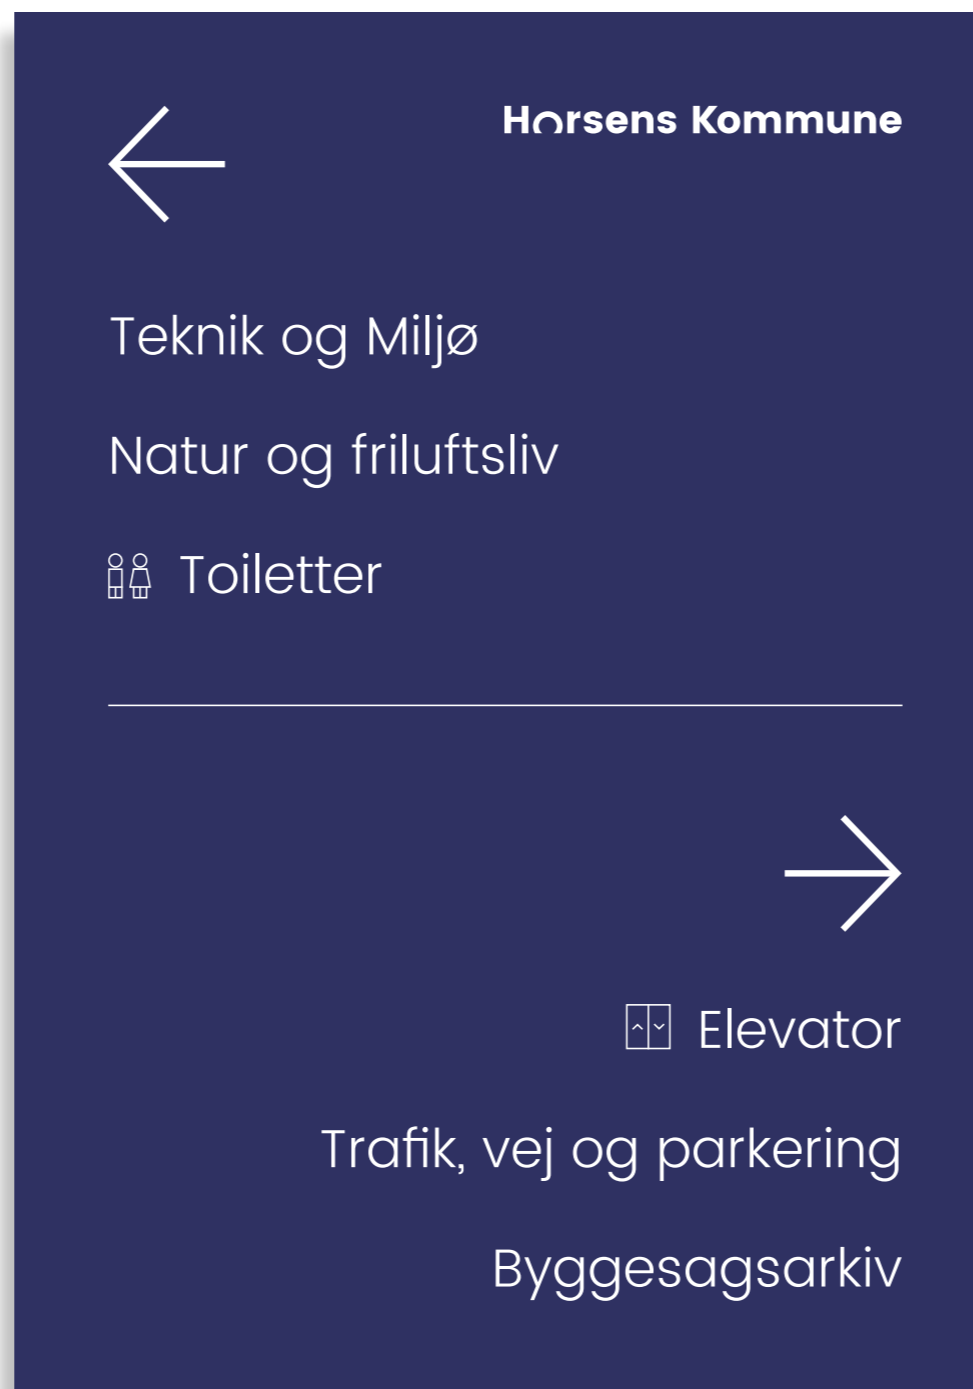 Horsens Kommune
Teknik og Miljø
Natur og friluftsliv
Toiletter
Elevator
Trafik, vej og parkering
Byggesagsarkiv